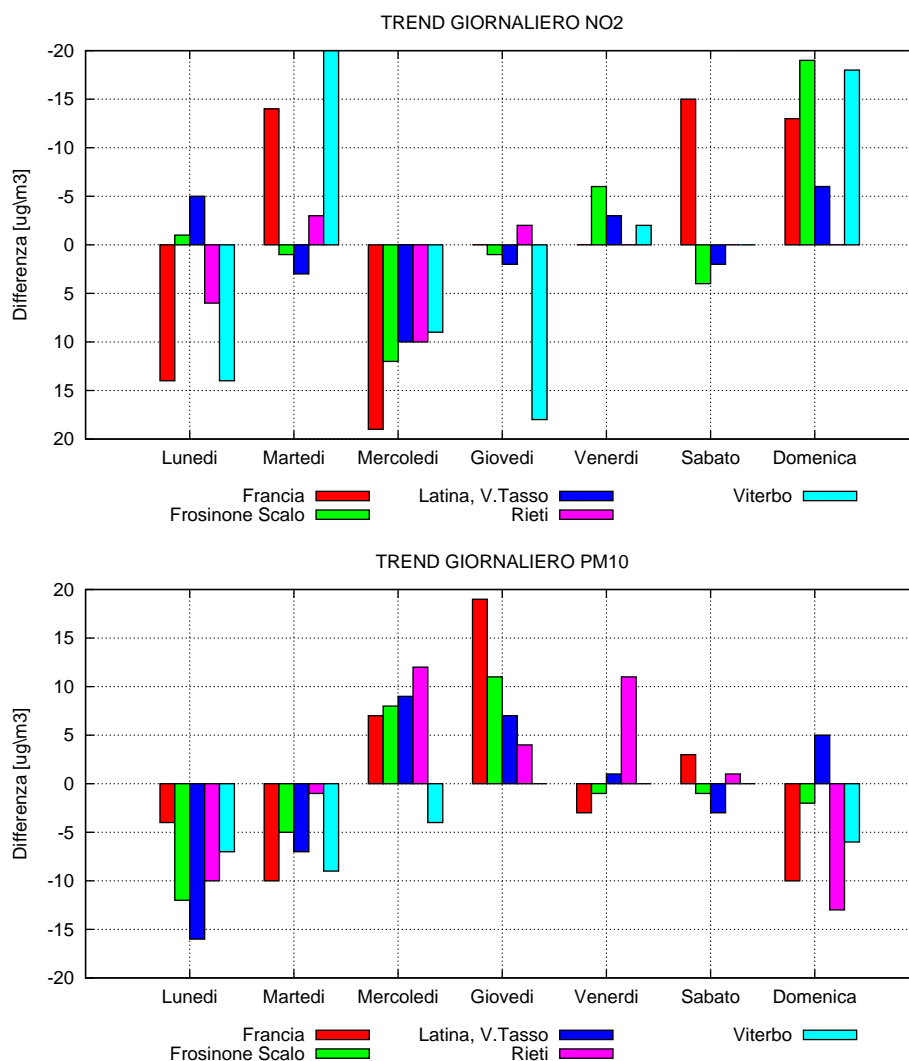 TREND GIORNALIERO NO2
-20
-15
-10
-5
0
5
10
15
20
Differenza [ug\m3]
Lunedi Martedi Mercoledi Giovedi Venerdi Sabato Domenica
Francia Latina, V.Tasso Viterbo
Frosinone Scalo Rieti
TREND GIORNALIERO PM10
20
15
10
5
0
-5
-10
-15
-20
Differenza [ug\m3]
Lunedi Martedi Mercoledi Giovedi Venerdi Sabato Domenica
Francia Latina, V.Tasso Viterbo
Frosinone Scalo Rieti